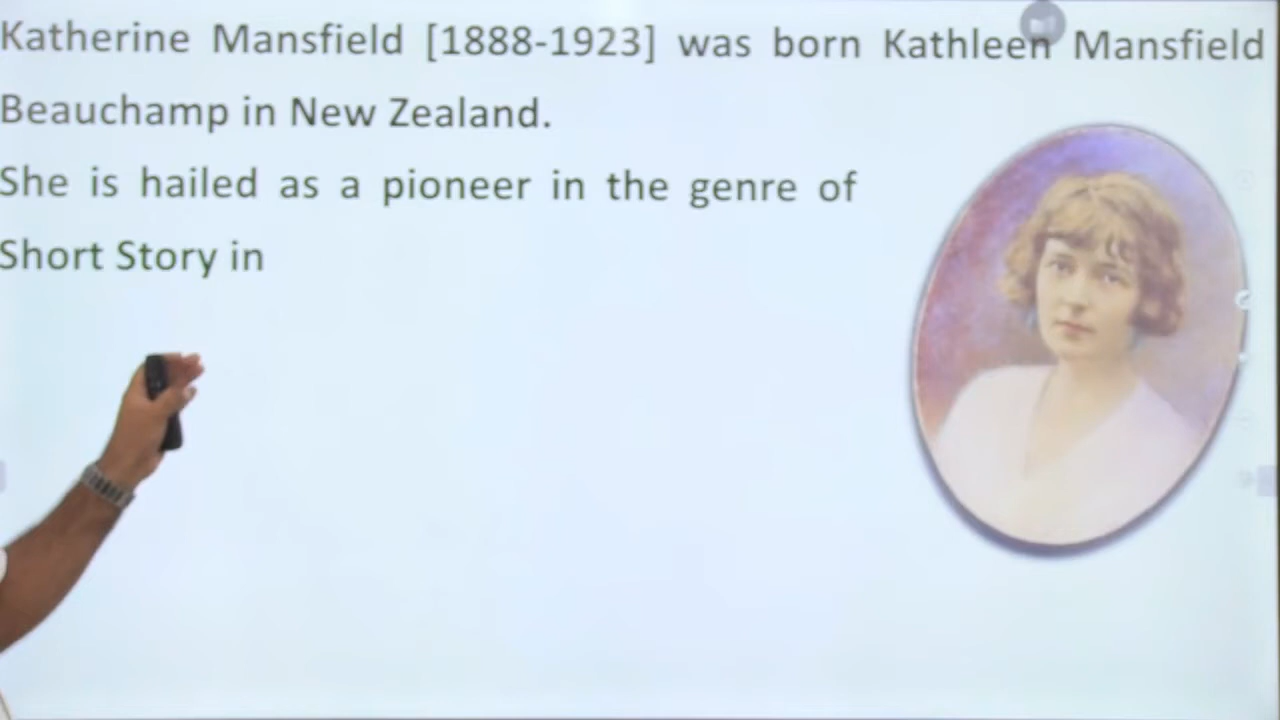 Katherine Mansfield [1888-1923] was born Kathleen Mansfield
Beauchamp in New Zealand.
She is hailed as a pioneer in the genre of
Short Story in